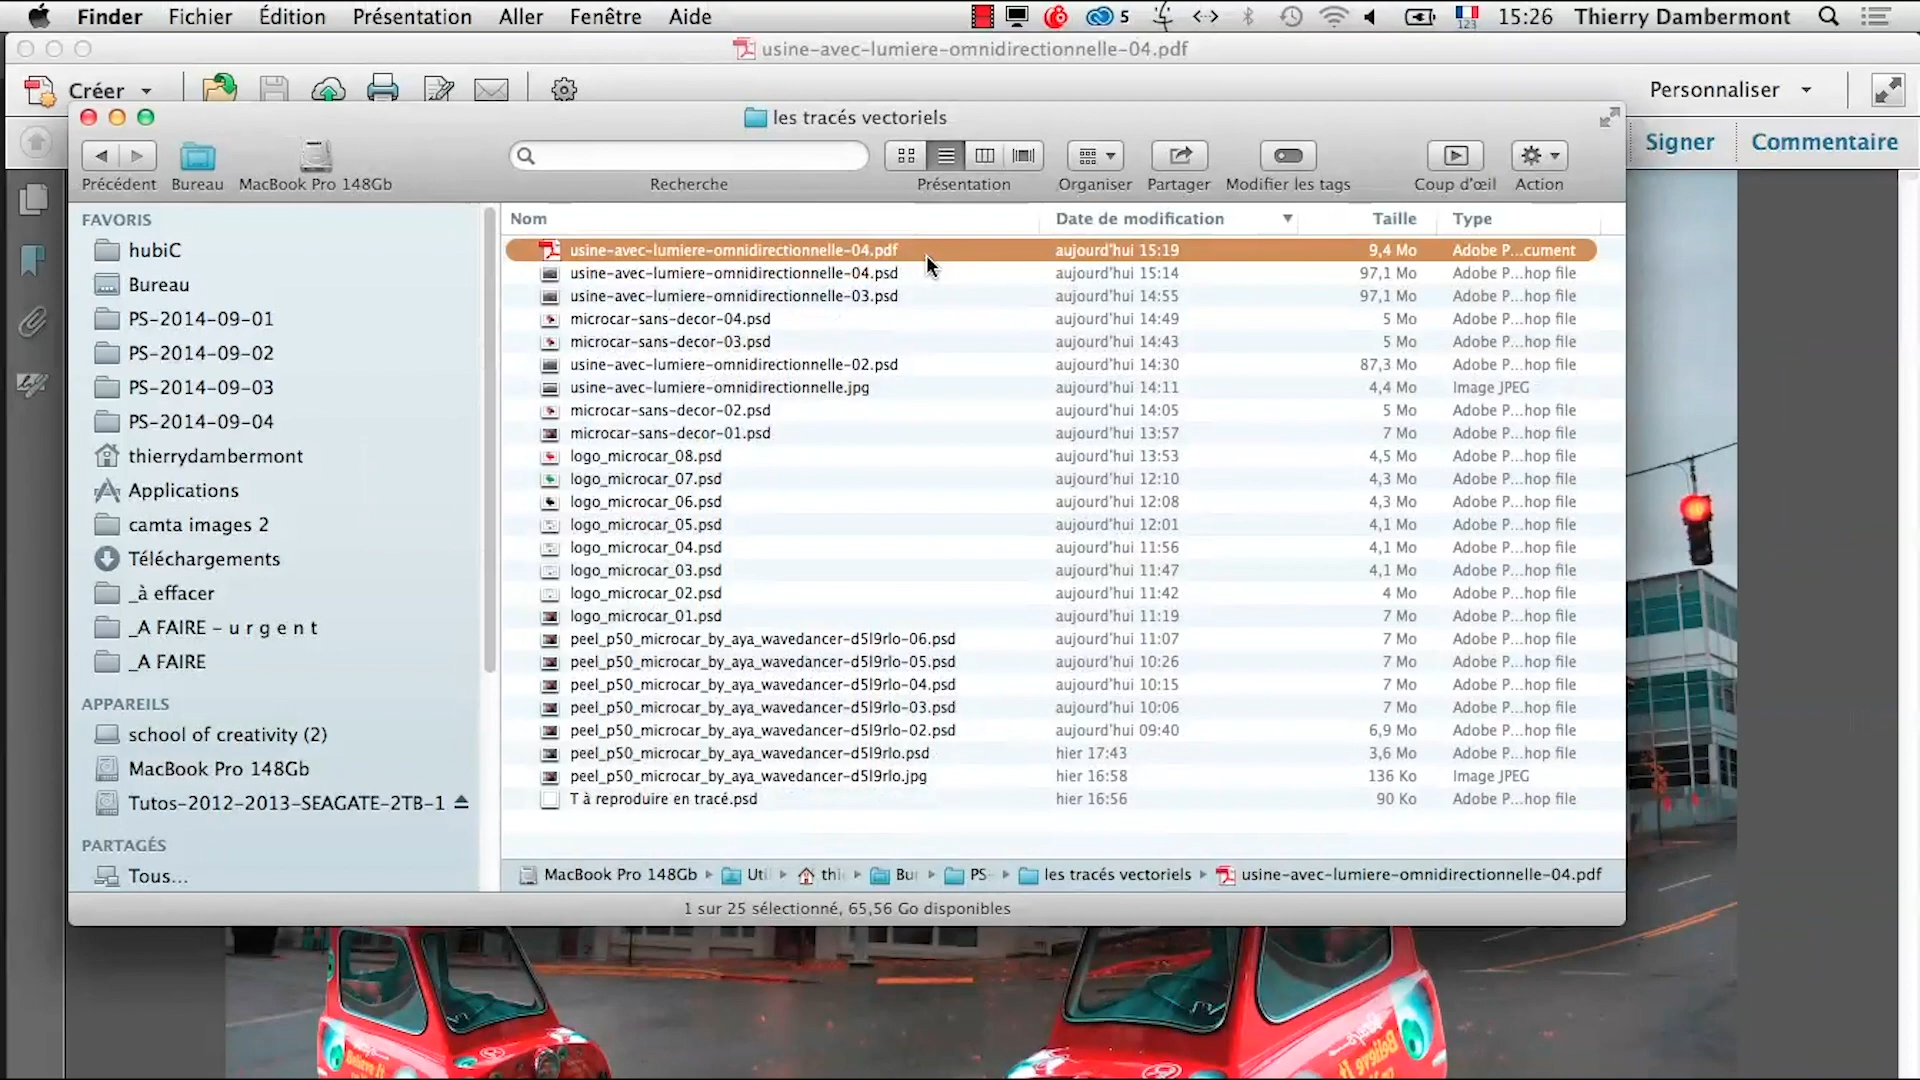 Finder Fichier Édition Présentation Aller Fenêtre Aide 5 123 15:26 Thierry Dambermont
usine-avec-lumiere-omnidirectionnelle-04.pdf
Créer Personnaliser
les tracés vectoriels
Signer Commentaire
Précédent Bureau MacBook Pro 148Gb Recherche Présentation Organiser Partager Modifier les tags Coup d'œil Action
FAVORIS
hubiC
Bureau
PS-2014-09-01
PS-2014-09-02
PS-2014-09-03
PS-2014-09-04
thierrydambermont
Applications
camta images 2
Téléchargements
_à effacer
_A FAIRE - u r g e n t
_A FAIRE
APPAREILS
school of creativity (2)
MacBook Pro 148Gb
Tutos-2012-2013-SEAGATE-2TB-1
PARTAGÉS
Tous...
Nom Date de modification Taille Type
usine-avec-lumiere-omnidirectionnelle-04.pdf aujourd'hui 15:19 9,4 Mo Adobe P...cument
usine-avec-lumiere-omnidirectionnelle-04.psd aujourd'hui 15:14 97,1 Mo Adobe P...hop file
usine-avec-lumiere-omnidirectionnelle-03.psd aujourd'hui 14:55 97,1 Mo Adobe P...hop file
microcar-sans-decor-04.psd aujourd'hui 14:49 5 Mo Adobe P...hop file
microcar-sans-decor-03.psd aujourd'hui 14:43 5 Mo Adobe P...hop file
usine-avec-lumiere-omnidirectionnelle-02.psd aujourd'hui 14:30 87,3 Mo Adobe P...hop file
usine-avec-lumiere-omnidirectionnelle.jpg aujourd'hui 14:11 4,4 Mo Image JPEG
microcar-sans-decor-02.psd aujourd'hui 14:05 5 Mo Adobe P...hop file
microcar-sans-decor-01.psd aujourd'hui 13:57 7 Mo Adobe P...hop file
logo_microcar_08.psd aujourd'hui 13:53 4,5 Mo Adobe P...hop file
logo_microcar_07.psd aujourd'hui 12:10 4,3 Mo Adobe P...hop file
logo_microcar_06.psd aujourd'hui 12:08 4,3 Mo Adobe P...hop file
logo_microcar_05.psd aujourd'hui 12:01 4,1 Mo Adobe P...hop file
logo_microcar_04.psd aujourd'hui 11:56 4,1 Mo Adobe P...hop file
logo_microcar_03.psd aujourd'hui 11:47 4,1 Mo Adobe P...hop file
logo_microcar_02.psd aujourd'hui 11:42 4 Mo Adobe P...hop file
logo_microcar_01.psd aujourd'hui 11:19 7 Mo Adobe P...hop file
peel_p50_microcar_by_aya_wavedancer-d5l9rlo-06.psd aujourd'hui 11:07 7 Mo Adobe P...hop file
peel_p50_microcar_by_aya_wavedancer-d5l9rlo-05.psd aujourd'hui 10:26 7 Mo Adobe P...hop file
peel_p50_microcar_by_aya_wavedancer-d5l9rlo-04.psd aujourd'hui 10:15 7 Mo Adobe P...hop file
peel_p50_microcar_by_aya_wavedancer-d5l9rlo-03.psd aujourd'hui 10:06 7 Mo Adobe P...hop file
peel_p50_microcar_by_aya_wavedancer-d5l9rlo-02.psd aujourd'hui 09:40 6,9 Mo Adobe P...hop file
peel_p50_microcar_by_aya_wavedancer-d5l9rlo.psd hier 17:43 3,6 Mo Adobe P...hop file
peel_p50_microcar_by_aya_wavedancer-d5l9rlo.jpg hier 16:58 136 Ko Image JPEG
T à reproduire en tracé.psd hier 16:56 90 Ko Adobe P...hop file
MacBook Pro 148Gb Uti thi Bu PS- les tracés vectoriels usine-avec-lumiere-omnidirectionnelle-04.pdf
1 sur 25 sélectionné, 65,56 Go disponibles
Believe it
Believe it